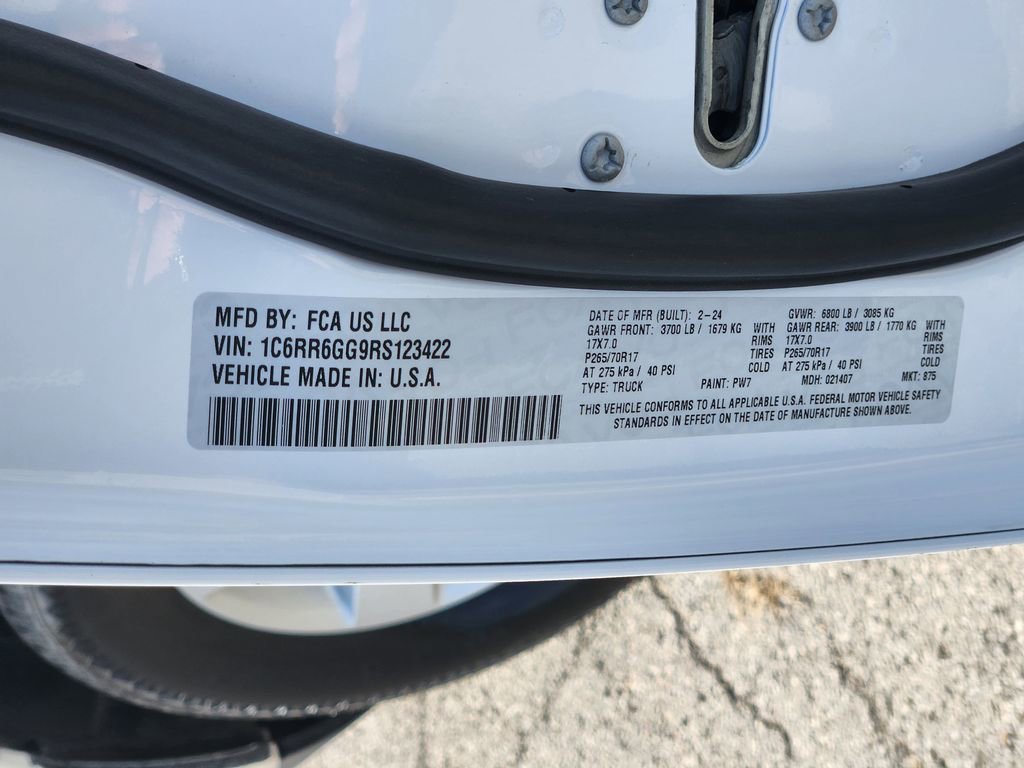 MFD BY: FCA US LLC
VIN: 1C6RR6GG9RS123422
VEHICLE MADE IN: U.S.A.
DATE OF MFR (BUILT): 2-24 GVWR: 6800 LB / 3085 KG
GAWR FRONT: 3700 LB / 1679 KG WITH GAWR REAR: 3900 LB / 1770 KG WITH
17X7.0 RIMS 17X7.0 RIMS
P265/70R17 TIRES P265/70R17 TIRES
AT 275 kPa / 40 PSI COLD AT 275 kPa / 40 PSI COLD
TYPE: TRUCK PAINT: PW7 MDH: 021407 MKT: 875
THIS VEHICLE CONFORMS TO ALL APPLICABLE U.S.A. FEDERAL MOTOR VEHICLE SAFETY
STANDARDS IN EFFECT ON THE DATE OF MANUFACTURE SHOWN ABOVE.